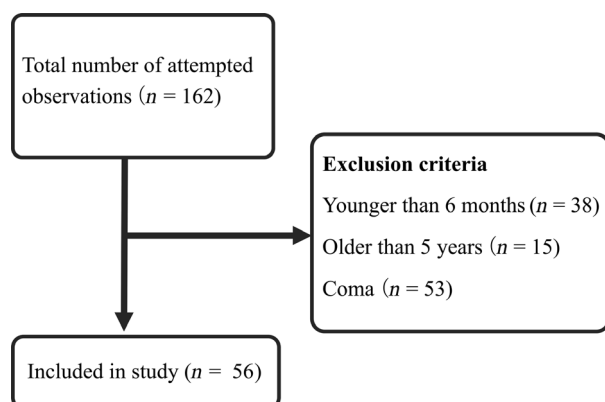 Total number of attempted
observations (n = 162)
Exclusion criteria
Younger than 6 months (n = 38)
Older than 5 years (n = 15)
Coma (n = 53)
Included in study (n = 56)